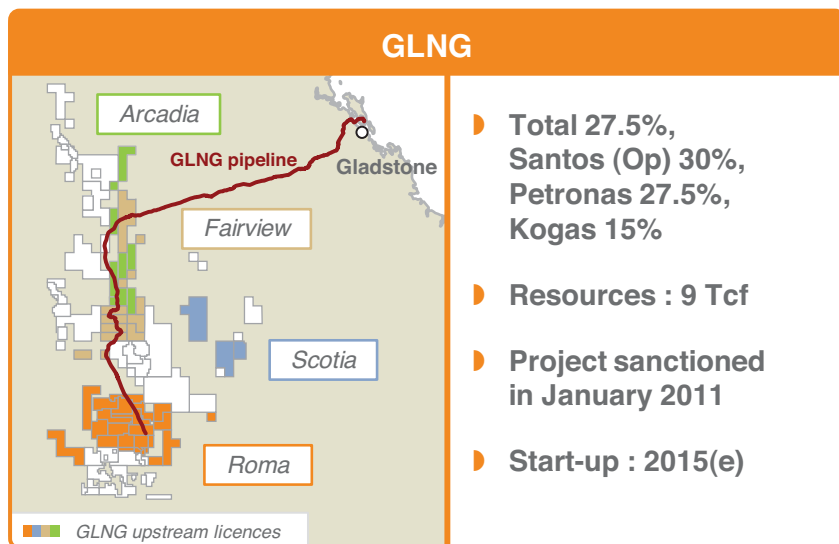 GLNG
Arcadia
GLNG pipeline
Gladstone
Fairview
Scotia
Roma
GLNG upstream licences
Total 27.5%,
Santos (Op) 30%,
Petronas 27.5%,
Kogas 15%
Resources : 9 Tcf
Project sanctioned
in January 2011
Start-up : 2015(e)